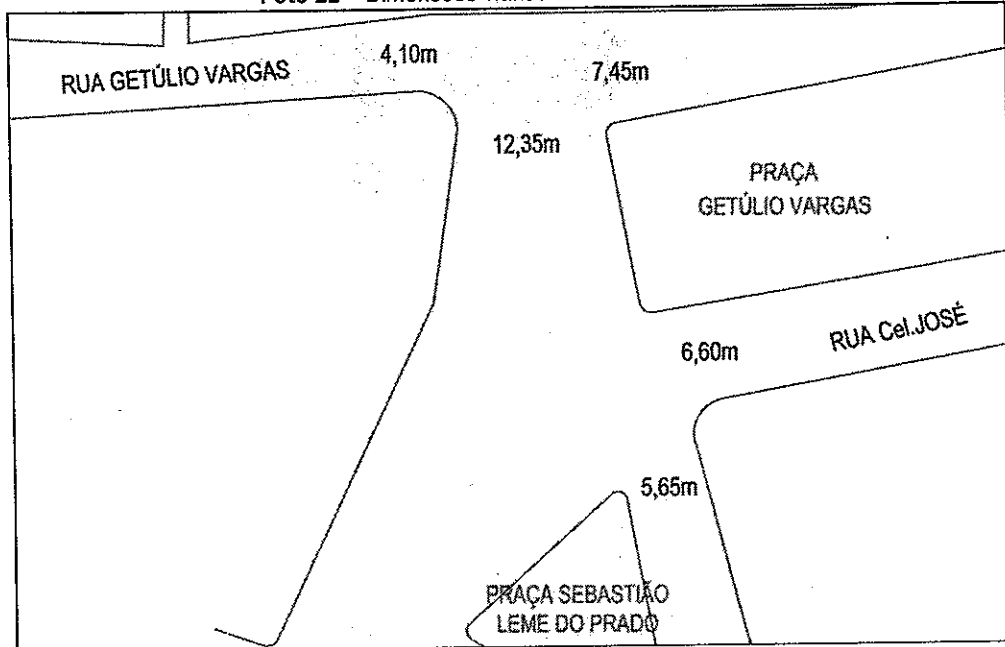 RUA GETÚLIO VARGAS
4,10m
7,45m
12,35m
PRAÇA
GETÚLIO VARGAS
6,60m
RUA Cel.JOSÉ
5,65m
PRAÇA SEBASTIÃO
LEME DO PRADO